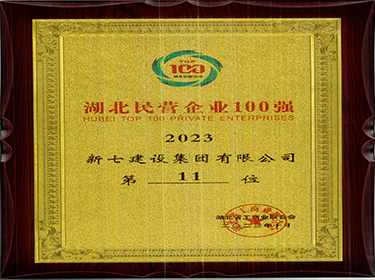 TOP
100
湖北民营企业100强
HUBEI TOP 100 PRIVATE ENTERPRISES
2023
新七建设集团有限公司
第 11 位
湖北省工商业联合会